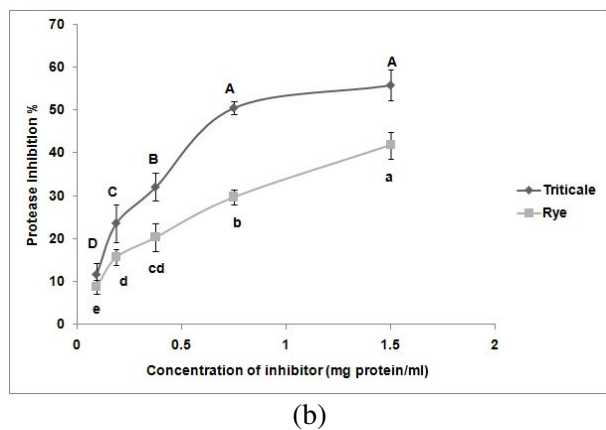 70
60
50
40
30
20
10
0
Protease Inhibition %
A
A
B
C
D
a
b
cd
d
e
Triticale
Rye
0
0.5
1
1.5
2
Concentration of inhibitor (mg protein/ml)
(b)